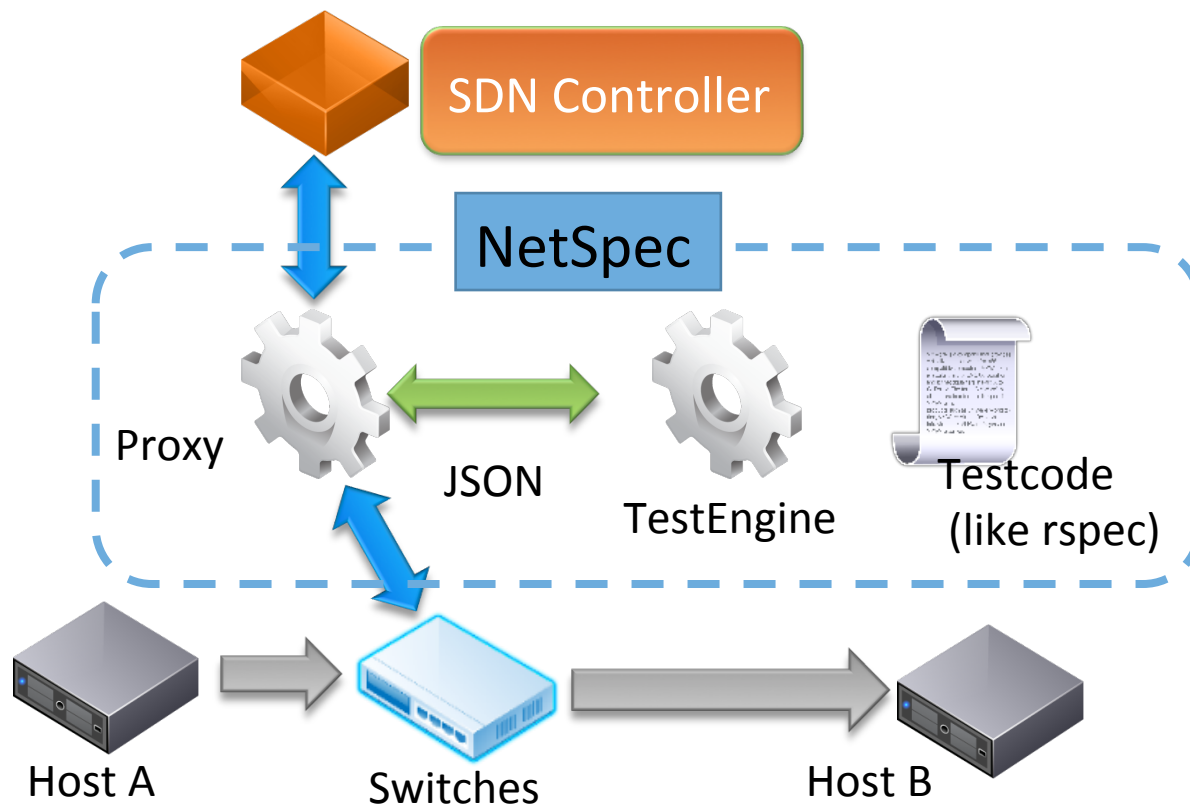 SDN Controller
NetSpec
Proxy
JSON
TestEngine
Testcode
(like rspec)
Host A
Switches
Host B